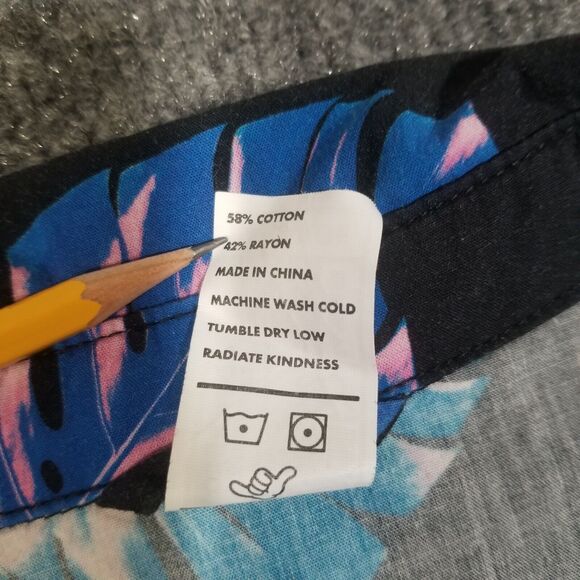 58% COTTON
42% RAYON
MADE IN CHINA
MACHINE WASH COLD
TUMBLE DRY LOW
RADIATE KINDNESS